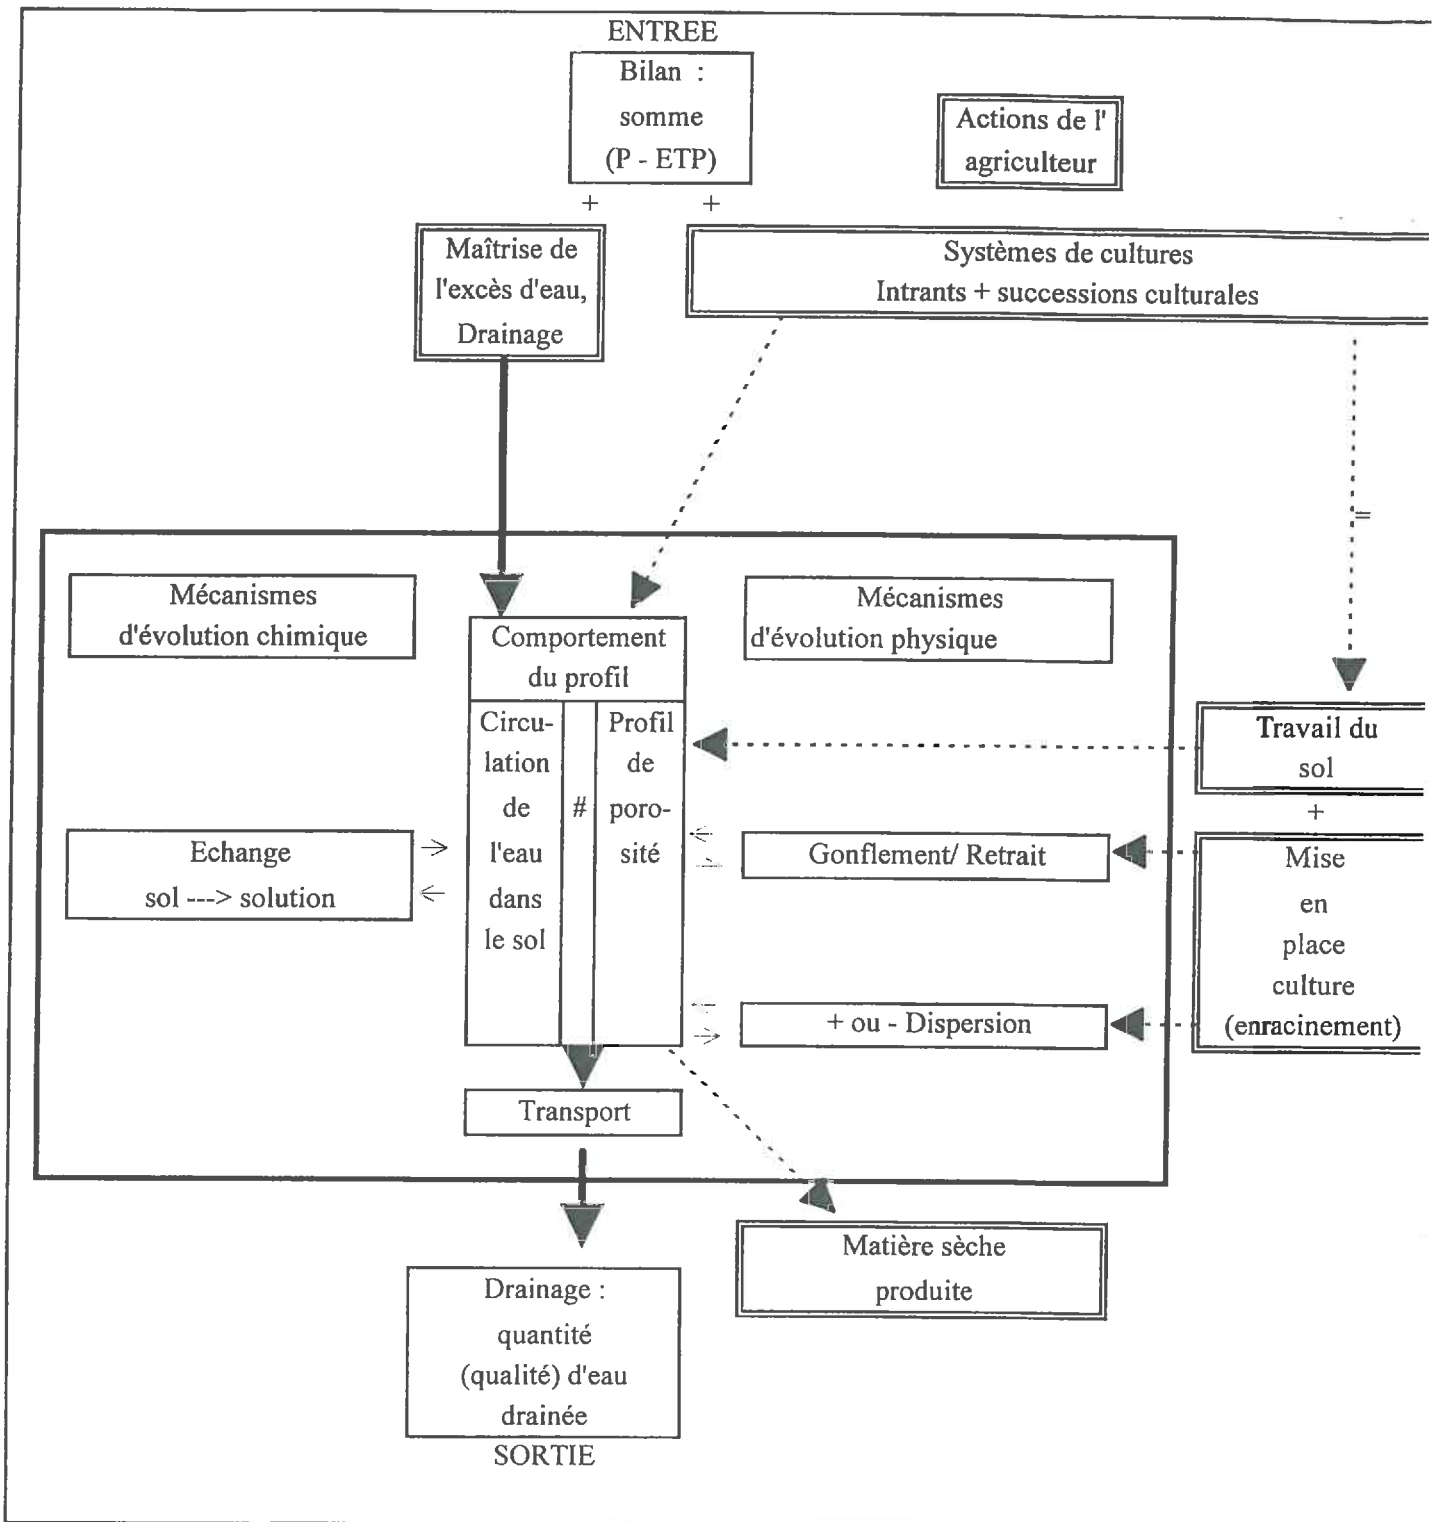 ENTREE
Bilan :
somme
(P - ETP)
Actions de l'
agriculteur
+ +
Maîtrise de
l'excès d'eau,
Drainage
Systèmes de cultures
Intrants + successions culturales
=
Mécanismes
d'évolution chimique
Comportement
du profil
Mécanismes
d'évolution physique
Circu-
lation
de
l'eau
dans
le sol
#
Profil
de
poro-
sité
Travail du
sol
+
Echange
sol ---> solution
Gonflement/ Retrait
Mise
en
place
culture
(enracinement)
+ ou - Dispersion
Transport
Matière sèche
produite
Drainage :
quantité
(qualité) d'eau
drainée
SORTIE